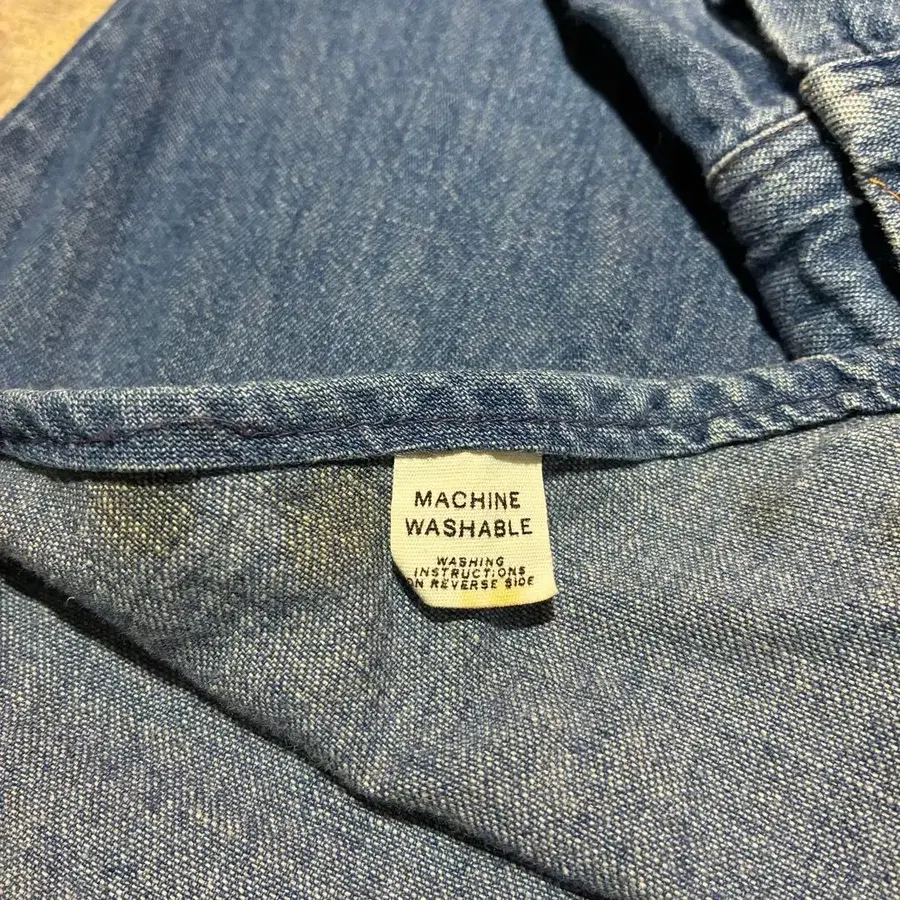 MACHINE
WASHABLE
WASHING
INSTRUCTIONS
ON REVERSE SIDE